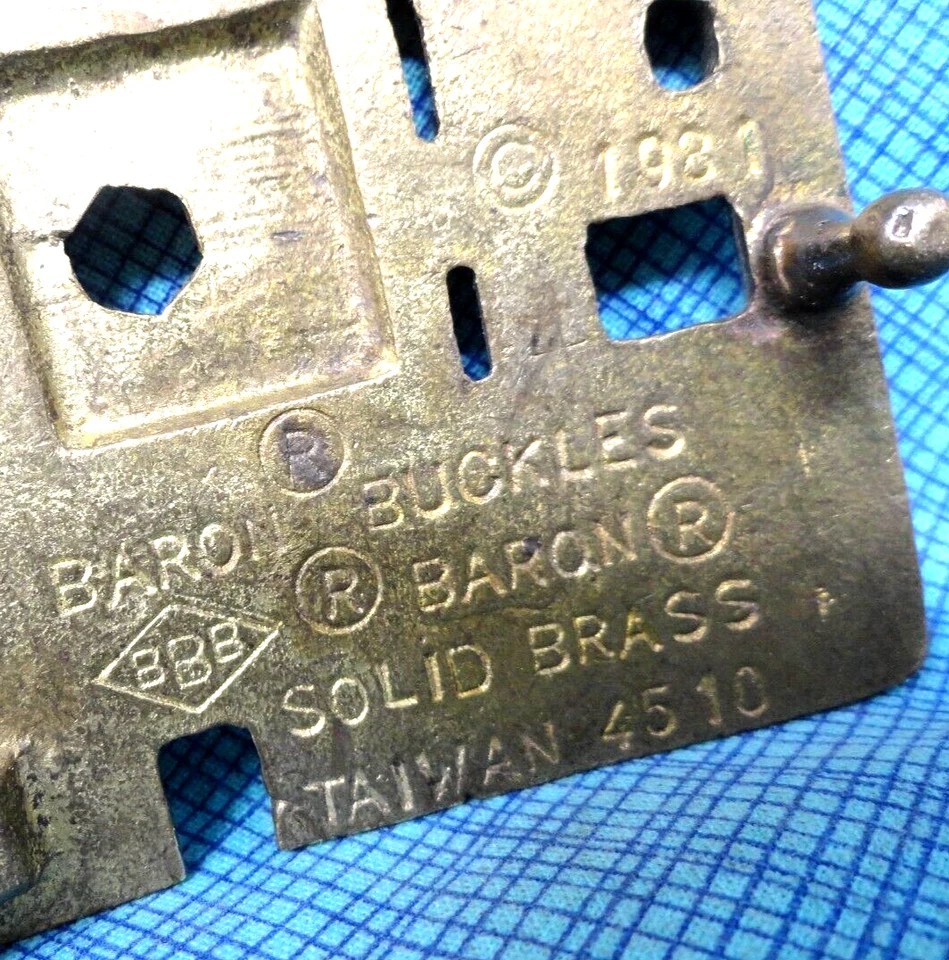 © 1981
®
BARON BUCKLES
BBB ® BARON ®
SOLID BRASS
TAIWAN 4510